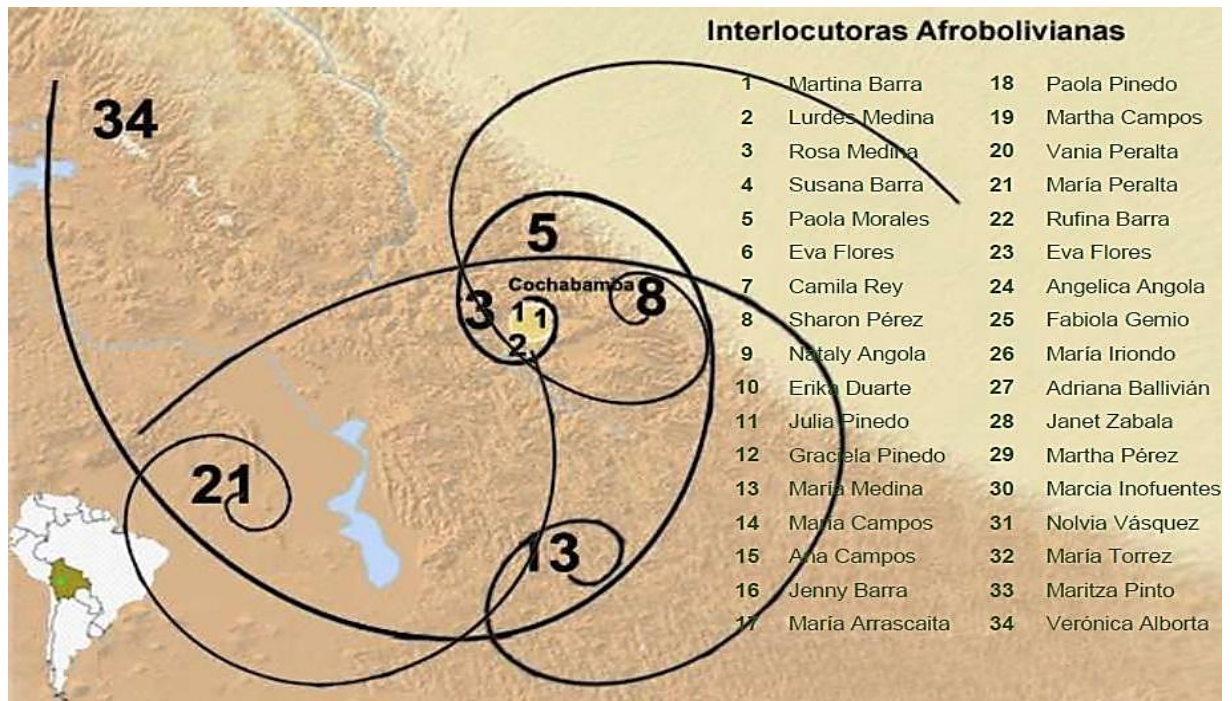 Interlocutoras Afrobolivianas
1 Martina Barra 18 Paola Pinedo
2 Lurdes Medina 19 Martha Campos
3 Rosa Medina 20 Vania Peralta
4 Susana Barra 21 María Peralta
5 Paola Morales 22 Rufina Barra
6 Eva Flores 23 Eva Flores
7 Camila Rey 24 Angelica Angola
8 Sharon Pérez 25 Fabiola Gemio
9 Nataly Angola 26 María Iriondo
10 Erika Duarte 27 Adriana Ballivián
11 Julia Pinedo 28 Janet Zabala
12 Graciela Pinedo 29 Martha Pérez
13 María Medina 30 Marcia Inofuentes
14 María Campos 31 Nolvia Vásquez
15 Ana Campos 32 María Torrez
16 Jenny Barra 33 Maritza Pinto
17 María Arrascaita 34 Verónica Alborta
34
5
Cochabamba
3
1 1
2
8
21
13